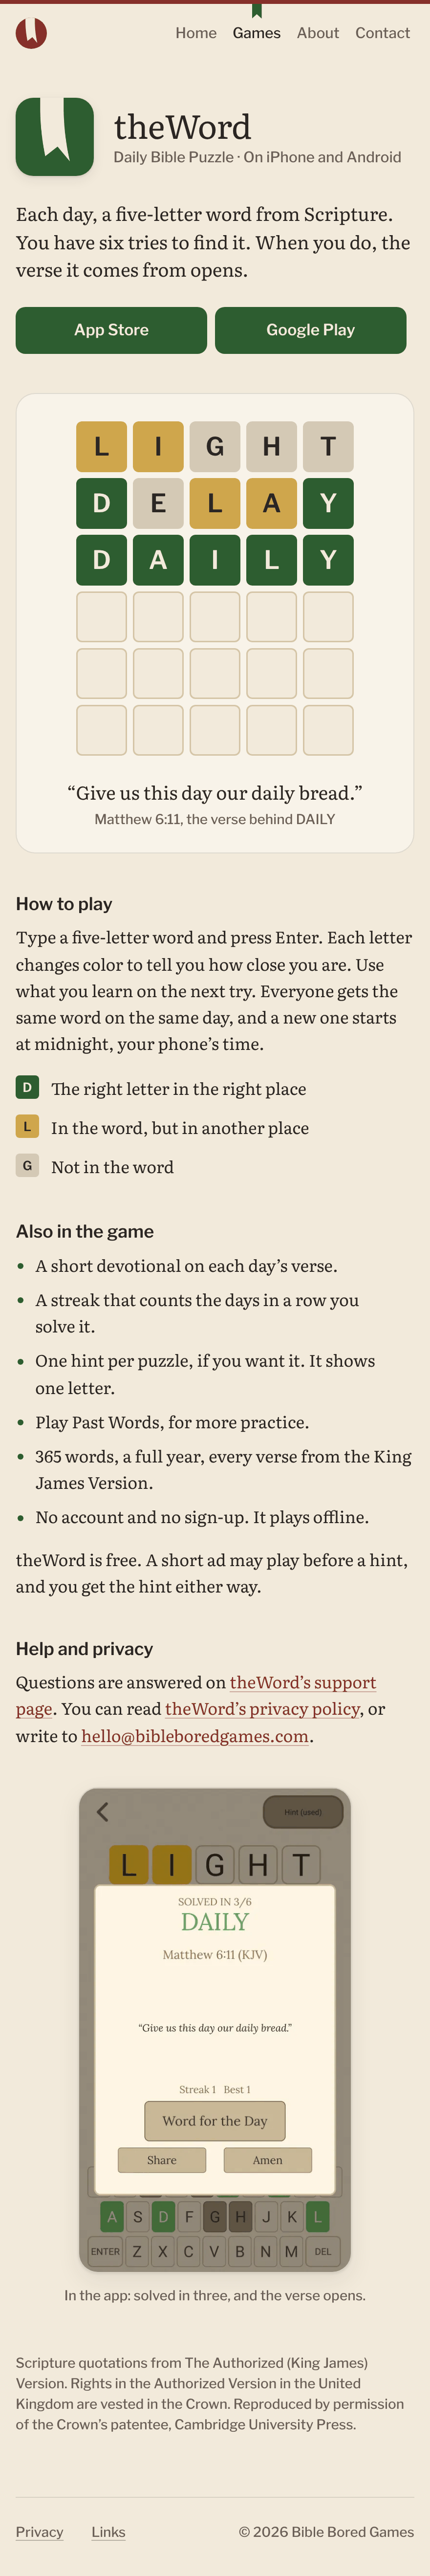 Home Games About Contact
theWord
Daily Bible Puzzle · On iPhone and Android
Each day, a five-letter word from Scripture.
You have six tries to find it. When you do, the
verse it comes from opens.
App Store Google Play
L I G H T
D E L A Y
D A I L Y
“Give us this day our daily bread.”
Matthew 6:11, the verse behind DAILY
How to play
Type a five-letter word and press Enter. Each letter
changes color to tell you how close you are. Use
what you learn on the next try. Everyone gets the
same word on the same day, and a new one starts
at midnight, your phone’s time.
D The right letter in the right place
L In the word, but in another place
G Not in the word
Also in the game
• A short devotional on each day’s verse.
• A streak that counts the days in a row you
solve it.
• One hint per puzzle, if you want it. It shows
one letter.
• Play Past Words, for more practice.
• 365 words, a full year, every verse from the King
James Version.
• No account and no sign-up. It plays offline.
theWord is free. A short ad may play before a hint,
and you get the hint either way.
Help and privacy
Questions are answered on theWord’s support
page. You can read theWord’s privacy policy, or
write to hello@bibleboredgames.com.
Hint (used)
L I G H T
SOLVED IN 3/6
DAILY
Matthew 6:11 (KJV)
“Give us this day our daily bread.”
Streak 1 Best 1
Word for the Day
Share Amen
A S D F G H J K L
ENTER Z X C V B N M DEL
In the app: solved in three, and the verse opens.
Scripture quotations from The Authorized (King James)
Version. Rights in the Authorized Version in the United
Kingdom are vested in the Crown. Reproduced by permission
of the Crown’s patentee, Cambridge University Press.
Privacy Links © 2026 Bible Bored Games